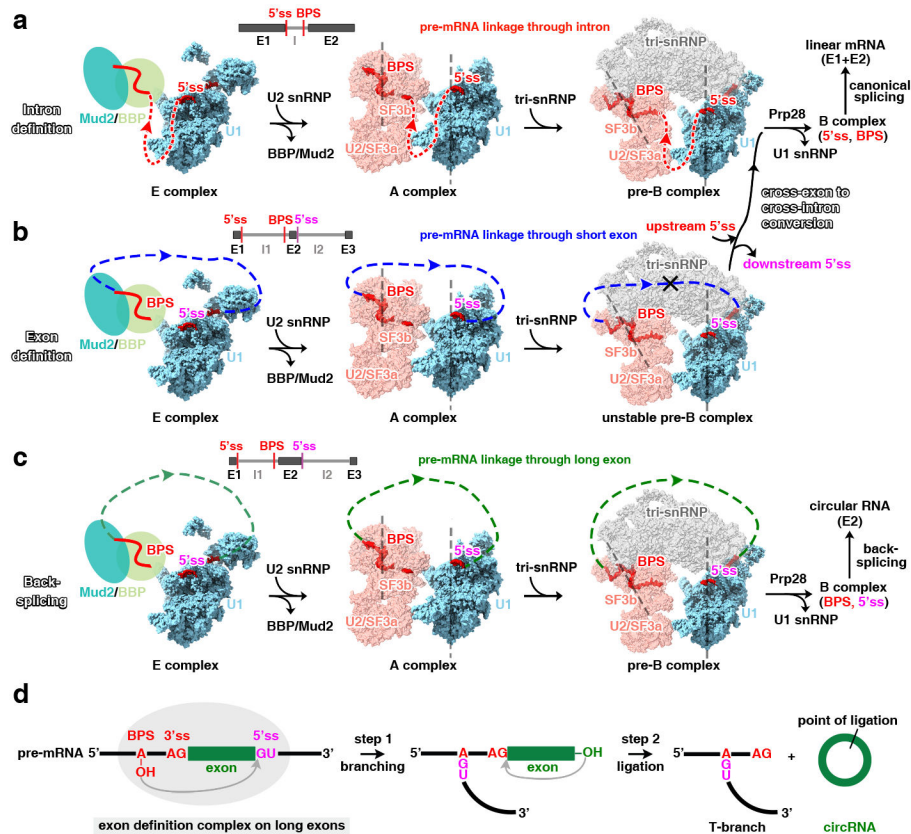 a
5'ss BPS
E1 I E2
pre-mRNA linkage through intron
Intron
definition
Mud2/BBP
5'ss
U1
E complex
U2 snRNP
BBP/Mud2
BPS
5'ss
SF3b
U2/SF3a
U1
A complex
tri-snRNP
tri-snRNP
BPS
5'ss
SF3b
U2/SF3a
U1
pre-B complex
linear mRNA
(E1+E2)
canonical
splicing
Prp28
B complex
(5'ss, BPS)
U1 snRNP
cross-exon to
cross-intron
conversion
upstream 5'ss
downstream 5'ss
b
5'ss BPS 5'ss
E1 I1 E2 I2 E3
pre-mRNA linkage through short exon
Exon
definition
Mud2/BBP
BPS
5'ss
U1
E complex
U2 snRNP
BBP/Mud2
BPS
5'ss
SF3b
U2/SF3a
U1
A complex
tri-snRNP
tri-snRNP
BPS
5'ss
SF3b
U2/SF3a
U1
unstable pre-B complex
c
5'ss BPS 5'ss
E1 I1 E2 I2 E3
pre-mRNA linkage through long exon
Back-
splicing
Mud2/BBP
BPS
5'ss
U1
E complex
U2 snRNP
BBP/Mud2
BPS
5'ss
SF3b
U2/SF3a
U1
A complex
tri-snRNP
tri-snRNP
BPS
5'ss
SF3b
U2/SF3a
U1
pre-B complex
circular RNA
(E2)
back-
splicing
Prp28
B complex
(BPS, 5'ss)
U1 snRNP
d
BPS 3'ss 5'ss
pre-mRNA 5' A AG GU 3'
OH
exon
exon definition complex on long exons
step 1
branching
5' A AG OH
G
U
exon
3'
step 2
ligation
5' A AG
G
U
3'
T-branch
+
point of ligation
circRNA